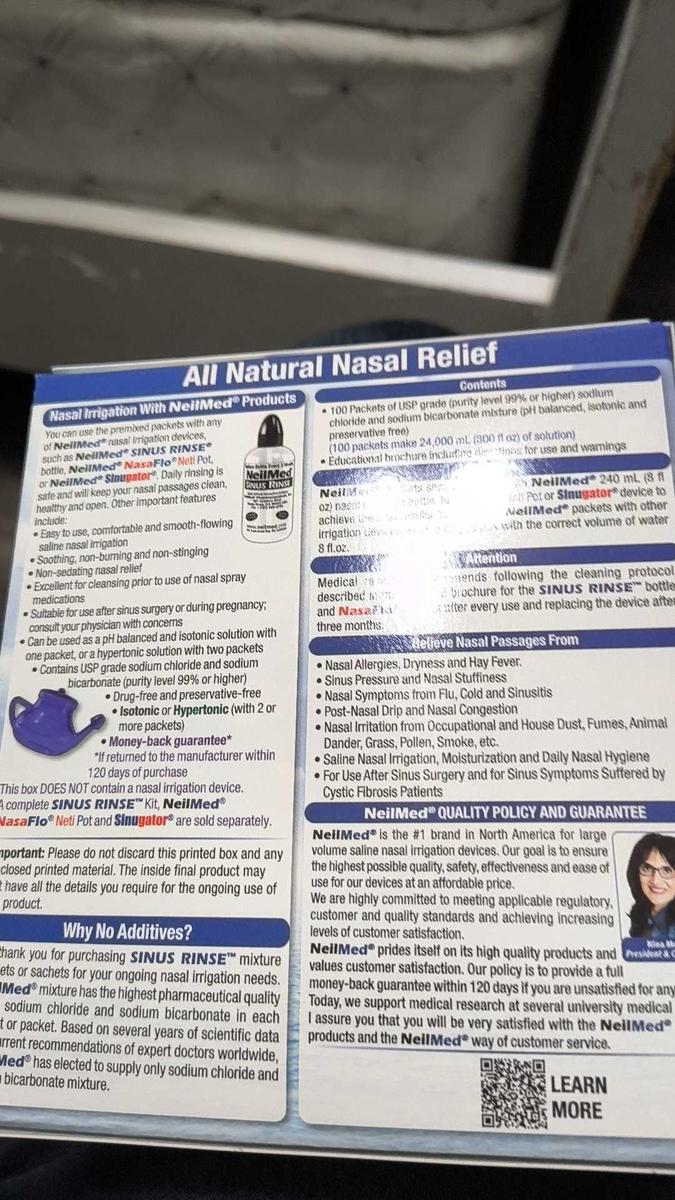 All Natural Nasal Relief
Nasal Irrigation With NeilMed® Products
You can use the premixed packets with any
of NeilMed® nasal irrigation devices,
such as NeilMed® SINUS RINSE®
bottle, NeilMed® NasaFlo® Neti Pot,
or NeilMed® Sinugator®. Daily rinsing is
safe and will keep your nasal passages clean,
healthy and open. Other important features
include:
• Easy to use, comfortable and smooth-flowing
saline nasal irrigation
• Soothing, non-burning and non-stinging
• Non-sedating nasal relief
• Excellent for cleansing prior to use of nasal spray
medications
• Suitable for use after sinus surgery or during pregnancy;
consult your physician with concerns
• Can be used as a pH balanced and isotonic solution with
one packet, or a hypertonic solution with two packets
• Contains USP grade sodium chloride and sodium
bicarbonate (purity level 99% or higher)
• Drug-free and preservative-free
• Isotonic or Hypertonic (with 2 or
more packets)
• Money-back guarantee*
*If returned to the manufacturer within
120 days of purchase
This box DOES NOT contain a nasal irrigation device.
A complete SINUS RINSE™ Kit, NeilMed®
NasaFlo® Neti Pot and Sinugator® are sold separately.
NeilMed
SINUS RINSE
Please do not discard this printed box and any
printed material. The inside final product may
have all the details you require for the ongoing use of
product.
Why No Additives?
thank you for purchasing SINUS RINSE™ mixture
or sachets for your ongoing nasal irrigation needs.
mixture has the highest pharmaceutical quality
sodium chloride and sodium bicarbonate in each
or packet. Based on several years of scientific data
recommendations of expert doctors worldwide,
has elected to supply only sodium chloride and
bicarbonate mixture.
Contents
• 100 Packets of USP grade (purity level 99% or higher) sodium
chloride and sodium bicarbonate mixture (pH balanced, isotonic and
preservative free)
(100 packets make 24,000 mL (800 fl oz) of solution)
• Educational brochure including directions for use and warnings
NeilMed® 240 mL (8 fl
oz) Pot or Sinugator® device to
achieve NeilMed® packets with other
irrigation with the correct volume of water
8 fl.oz.
Attention
Medical following the cleaning protocol
described brochure for the SINUS RINSE™ bottle
and after every use and replacing the device after
three months.
Relieve Nasal Passages From
• Nasal Allergies, Dryness and Hay Fever.
• Sinus Pressure and Nasal Stuffiness
• Nasal Symptoms from Flu, Cold and Sinusitis
• Post-Nasal Drip and Nasal Congestion
• Nasal Irritation from Occupational and House Dust, Fumes, Animal
Dander, Grass, Pollen, Smoke, etc.
• Saline Nasal Irrigation, Moisturization and Daily Nasal Hygiene
• For Use After Sinus Surgery and for Sinus Symptoms Suffered by
Cystic Fibrosis Patients
NeilMed® QUALITY POLICY AND GUARANTEE
NeilMed® is the #1 brand in North America for large
volume saline nasal irrigation devices. Our goal is to ensure
the highest possible quality, safety, effectiveness and ease of
use for our devices at an affordable price.
We are highly committed to meeting applicable regulatory,
customer and quality standards and achieving increasing
levels of customer satisfaction.
NeilMed® prides itself on its high quality products and
values customer satisfaction. Our policy is to provide a full
money-back guarantee within 120 days if you are unsatisfied for any
Today, we support medical research at several university medical
I assure you that you will be very satisfied with the NeilMed®
products and the NeilMed® way of customer service.
Nina
President &
LEARN
MORE